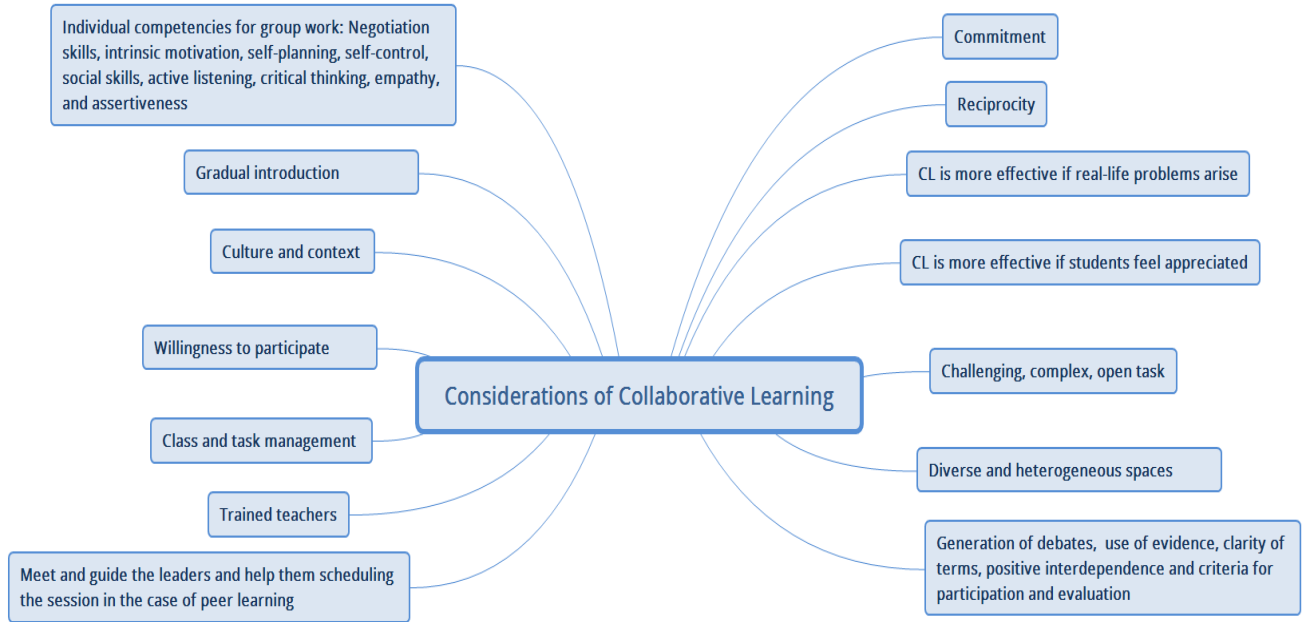 Individual competencies for group work: Negotiation
skills, intrinsic motivation, self-planning, self-control,
social skills, active listening, critical thinking, empathy,
and assertiveness
Gradual introduction
Culture and context
Willingness to participate
Class and task management
Trained teachers
Meet and guide the leaders and help them scheduling
the session in the case of peer learning
Considerations of Collaborative Learning
Commitment
Reciprocity
CL is more effective if real-life problems arise
CL is more effective if students feel appreciated
Challenging, complex, open task
Diverse and heterogeneous spaces
Generation of debates, use of evidence, clarity of
terms, positive interdependence and criteria for
participation and evaluation